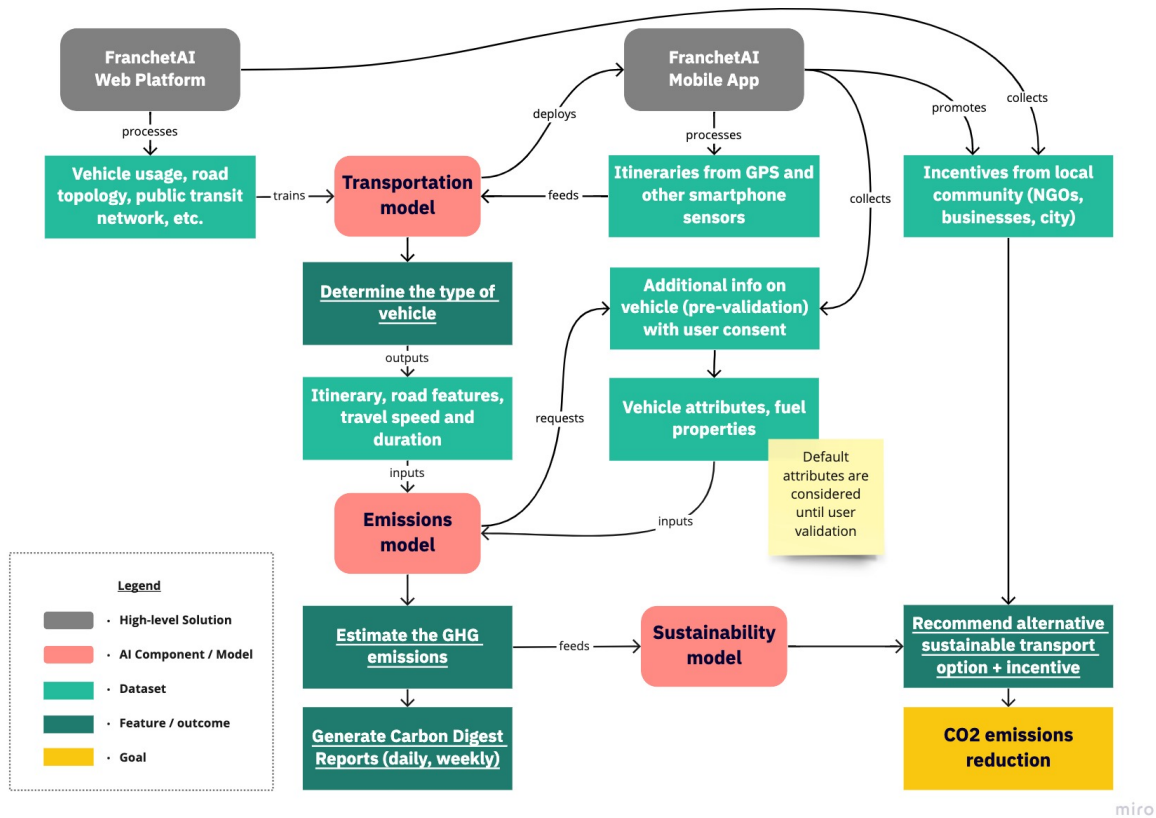 FranchetAI
Web Platform
FranchetAI
Mobile App
processes
deploys
processes
promotes
collects
Vehicle usage, road
topology, public transit
network, etc.
trains
Transportation
model
feeds
Itineraries from GPS and
other smartphone
sensors
collects
Incentives from local
community (NGOs,
businesses, city)
Determine the type of
vehicle
Additional info on
vehicle (pre-validation)
with user consent
outputs
Itinerary, road features,
travel speed and
duration
requests
Vehicle attributes, fuel
properties
Default
attributes are
considered
until user
validation
inputs
Emissions
model
inputs
Legend
· High-level Solution
· AI Component / Model
· Dataset
· Feature / outcome
· Goal
Estimate the GHG
emissions
feeds
Sustainability
model
Recommend alternative
sustainable transport
option + incentive
Generate Carbon Digest
Reports (daily, weekly)
CO2 emissions
reduction
miro